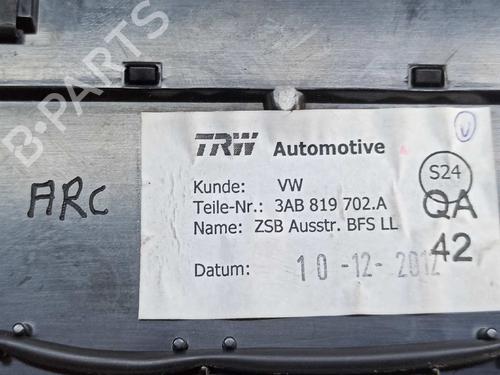 B-PARTS
TRW Automotive
S24
Kunde: VW
Teile-Nr.: 3AB 819 702.A
QA
Name: ZSB Ausstr. BFS LL
42
Datum: 10-12-2012
ARC